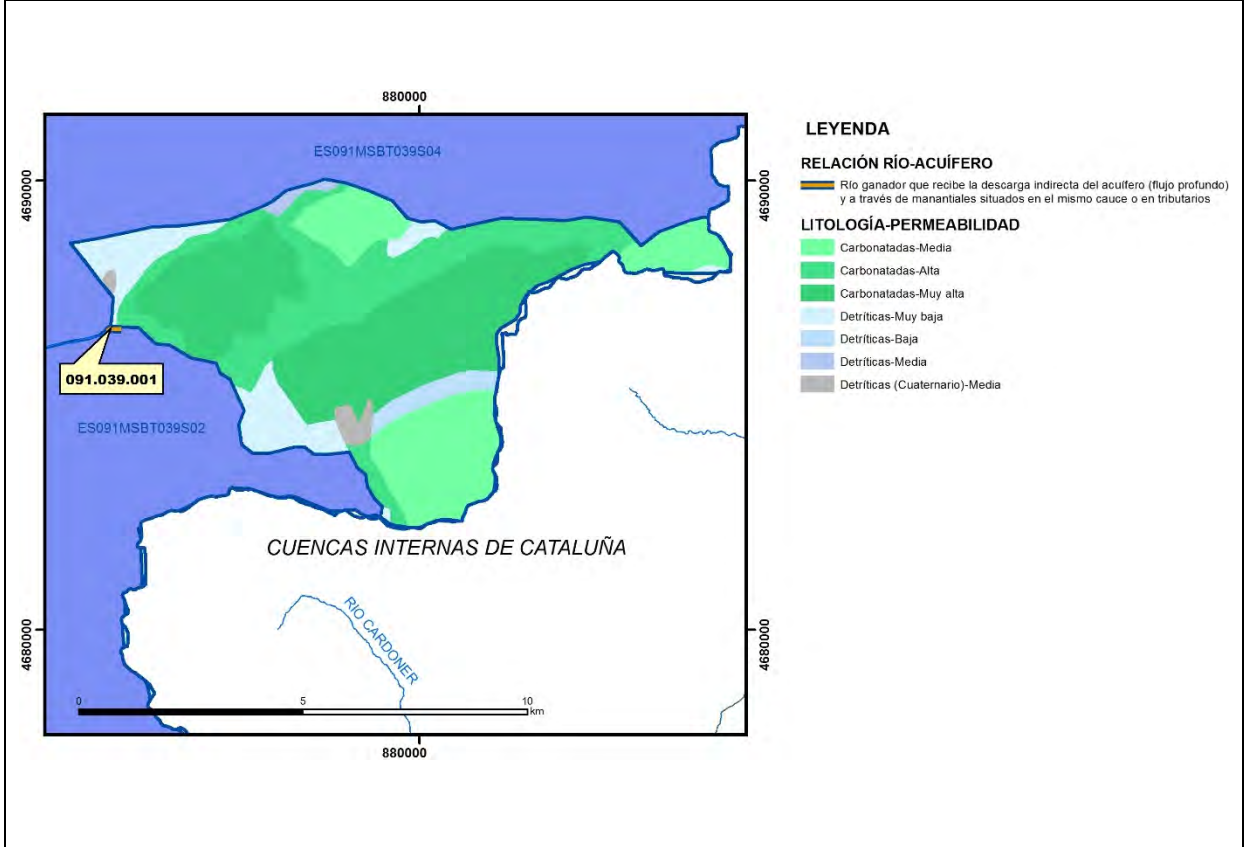 880000
4690000
4690000
ES091MSBT039S04
091.039.001
ES091MSBT039S02
CUENCAS INTERNAS DE CATALUÑA
RIO CARDONER
4680000
4680000
0 5 10
km
880000
LEYENDA
RELACIÓN RÍO-ACUÍFERO
Río ganador que recibe la descarga indirecta del acuífero (flujo profundo)
y a través de manantiales situados en el mismo cauce o en tributarios
LITOLOGÍA-PERMEABILIDAD
Carbonatadas-Media
Carbonatadas-Alta
Carbonatadas-Muy alta
Detríticas-Muy baja
Detríticas-Baja
Detríticas-Media
Detríticas (Cuaternario)-Media